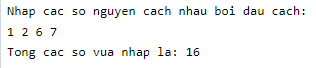 Nhap cac so nguyen cach nhau boi dau cach:
1 2 6 7
Tong cac so vua nhap la: 16